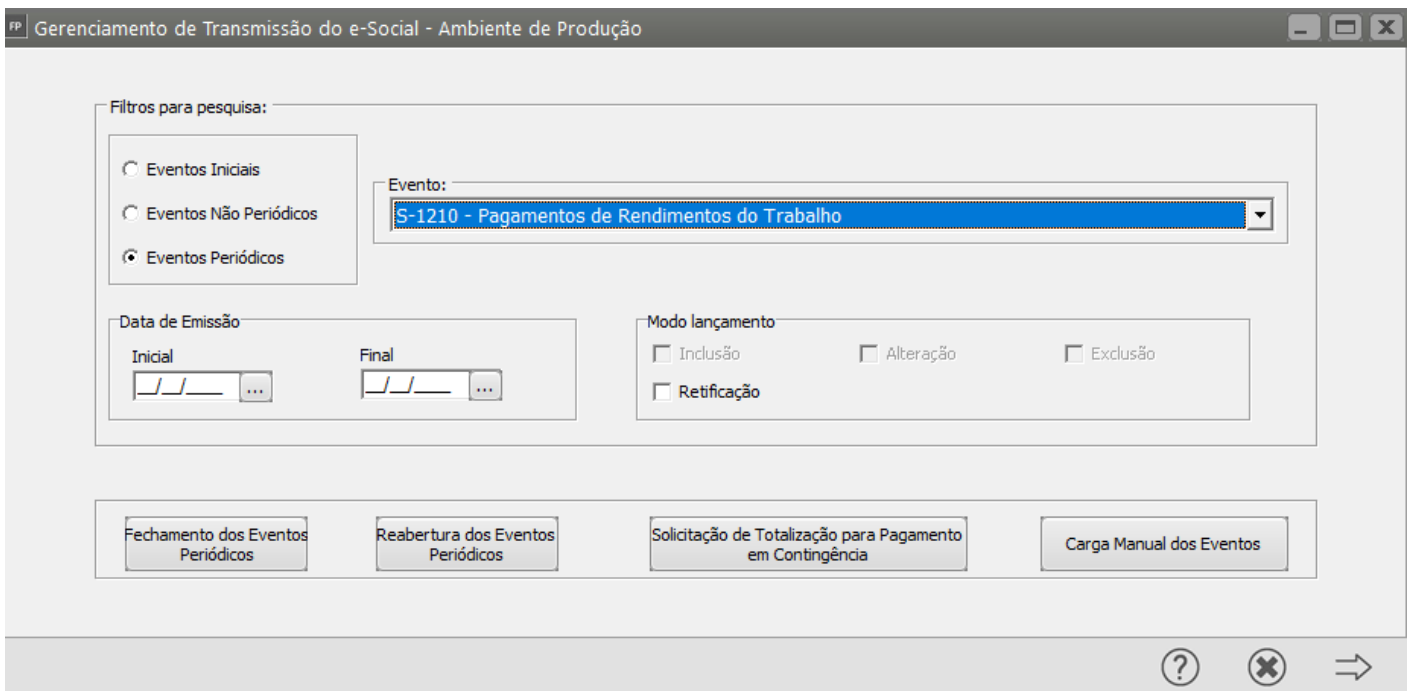 FP Gerenciamento de Transmissão do e-Social - Ambiente de Produção
Filtros para pesquisa:
Eventos Iniciais
Eventos Não Periódicos
Eventos Periódicos
Evento:
S-1210 - Pagamentos de Rendimentos do Trabalho
Data de Emissão
Inicial
Final
__/__/____ ...
__/__/____ ...
Modo lançamento
Inclusão
Alteração
Exclusão
Retificação
Fechamento dos Eventos
Periódicos
Reabertura dos Eventos
Periódicos
Solicitação de Totalização para Pagamento
em Contingência
Carga Manual dos Eventos
?